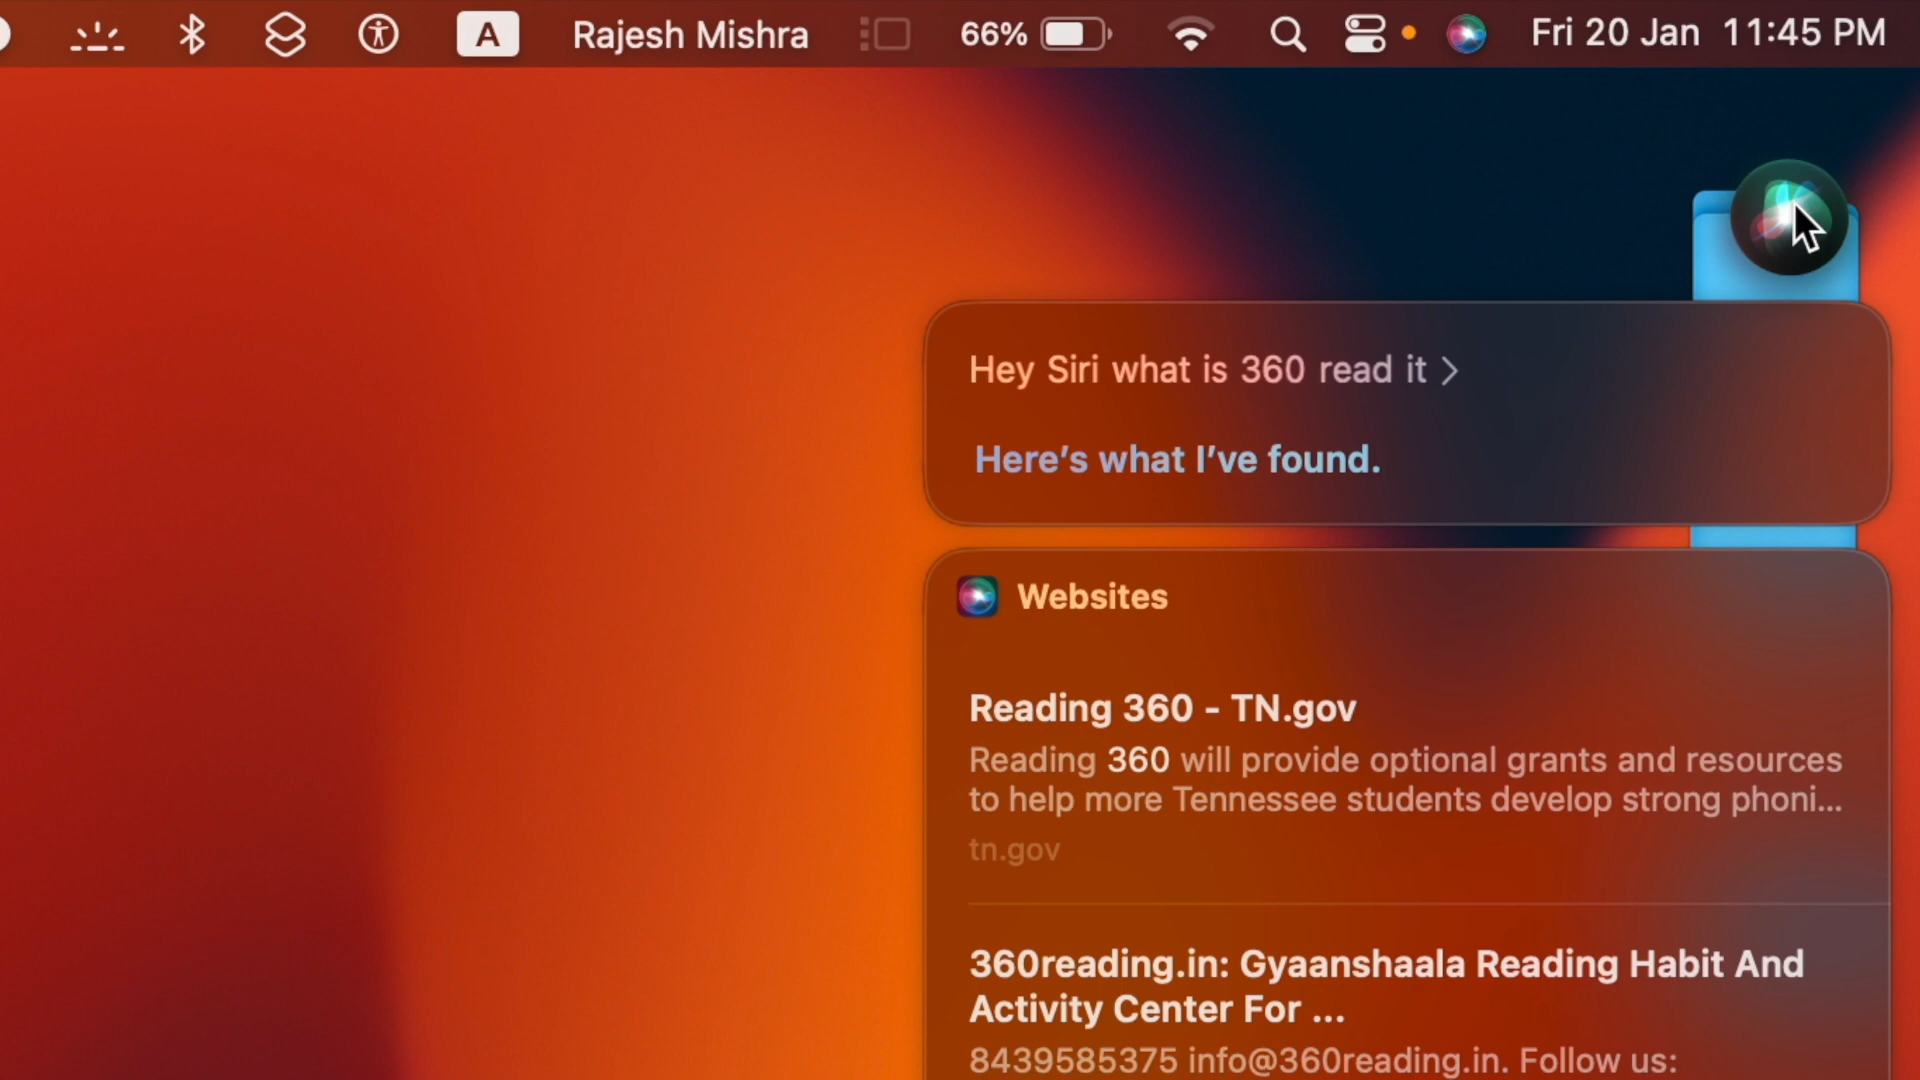 A Rajesh Mishra 66% Fri 20 Jan 11:45 PM
Hey Siri what is 360 read it >
Here’s what I’ve found.
Websites
Reading 360 - TN.gov
Reading 360 will provide optional grants and resources
to help more Tennessee students develop strong phoni...
tn.gov
360reading.in: Gyaanshaala Reading Habit And
Activity Center For ...
8439585375 info@360reading.in. Follow us: